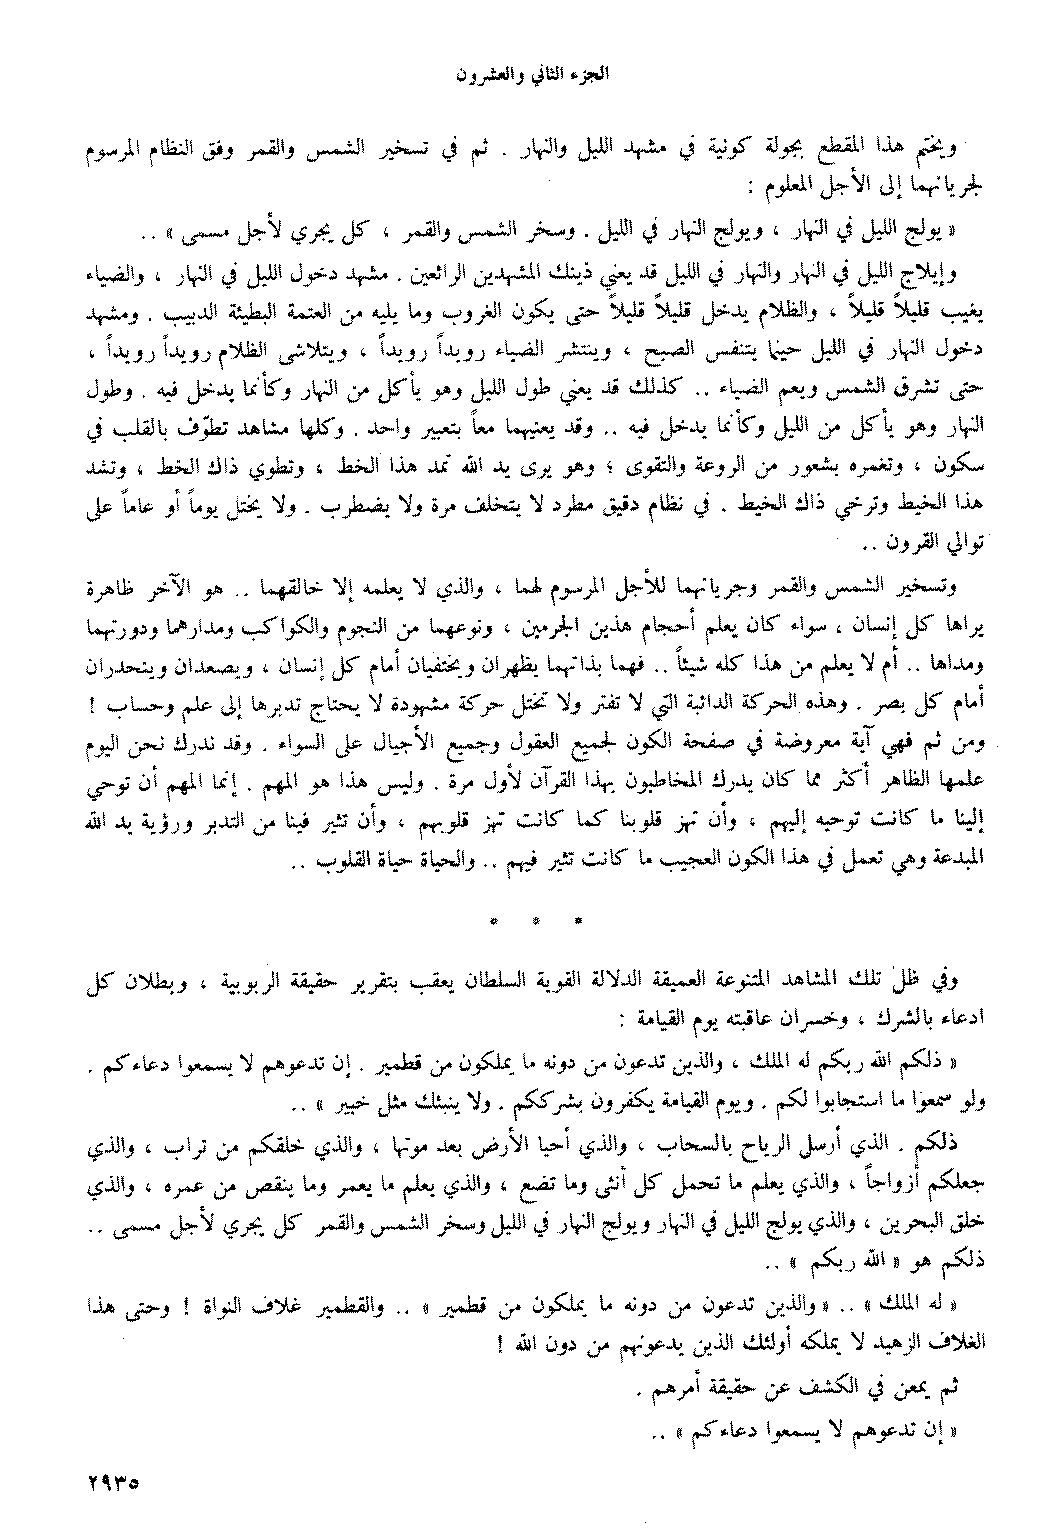 الجزء الثاني والعشرون
ويختم هذا المقطع بجولة كونية في مشهد الليل والنهار . ثم في تسخير الشمس والقمر وفق النظام المرسوم
لجريانهما إلى الأجل المعلوم :
« يولج الليل في النهار ، ويولج النهار في الليل . وسخر الشمس والقمر ، كل يجري لأجل مسمى » ..
وإيلاج الليل في النهار والنهار في الليل قد يعني ذينك المشهدين الرائعين . مشهد دخول الليل في النهار ، والضياء
يغيب قليلاً قليلاً ، والظلام يدخل قليلاً قليلاً حتى يكون الغروب وما يليه من العتمة البطيئة الدبيب . ومشهد
دخول النهار في الليل حينما يتنفس الصبح ، وينتشر الضياء رويداً رويداً ، ويتلاشى الظلام رويداً رويداً ،
حتى تشرق الشمس ويعم الضياء .. كذلك قد يعني طول الليل وهو يأكل من النهار وكأنما يدخل فيه . وطول
النهار وهو يأكل من الليل وكأنما يدخل فيه .. وقد يعنيهما معاً بتعبير واحد . وكلها مشاهد تطوّف بالقلب في
سكون ، وتغمره بشعور من الروعة والتقوى ؛ وهو يرى يد الله تمد هذا الخط ، وتطوي ذاك الخط ، وتشد
هذا الخيط وترخي ذاك الخيط . في نظام دقيق مطرد لا يتخلف مرة ولا يضطرب . ولا يختل يوماً أو عاماً على
توالي القرون ..
وتسخير الشمس والقمر وجريانهما للأجل المرسوم لهما ، والذي لا يعلمه إلا خالقهما .. هو الآخر ظاهرة
يراها كل إنسان ، سواء كان يعلم أحجام هذين الجرمين ، ونوعهما من النجوم والكواكب ومدارهما ودورتهما
ومداها .. أم لا يعلم من هذا كله شيئاً .. فهما بذاتهما يظهران ويختفيان أمام كل إنسان ، ويصعدان وينحدران
أمام كل بصر . وهذه الحركة الدائبة التي لا تفتر ولا تختل حركة مشهودة لا يحتاج تدبرها إلى علم وحساب !
ومن ثم فهي آية معروضة في صفحة الكون لجميع العقول وجميع الأجيال على السواء . وقد ندرك نحن اليوم
علمها الظاهر أكثر مما كان يدرك المخاطبون بهذا القرآن لأول مرة . وليس هذا هو المهم . إنما المهم أن توحي
إلينا ما كانت توحيه إليهم ، وأن تهز قلوبنا كما كانت تهز قلوبهم ، وأن تثير فينا من التدبر ورؤية يد الله
المبدعة وهي تعمل في هذا الكون العجيب ما كانت تثير فيهم .. والحياة حياة القلوب ..
* * *
وفي ظل تلك المشاهد المتنوعة العميقة الدلالة القوية السلطان يعقب بتقرير حقيقة الربوبية ، وبطلان كل
ادعاء بالشرك ، وخسران عاقبته يوم القيامة :
« ذلكم الله ربكم له الملك ، والذين تدعون من دونه ما يملكون من قطمير . إن تدعوهم لا يسمعوا دعاءكم .
ولو سمعوا ما استجابوا لكم . ويوم القيامة يكفرون بشرككم . ولا ينبئك مثل خبير » ..
ذلكم . الذي أرسل الرياح بالسحاب ، والذي أحيا الأرض بعد موتها ، والذي خلقكم من تراب ، والذي
جعلكم أزواجاً ، والذي يعلم ما تحمل كل أنثى وما تضع ، والذي يعلم ما يعمر وما ينقص من عمره ، والذي
خلق البحرين ، والذي يولج الليل في النهار ويولج النهار في الليل وسخر الشمس والقمر كل يجري لأجل مسمى ..
ذلكم هو « الله ربكم » ..
« له الملك » .. « والذين تدعون من دونه ما يملكون من قطمير » .. والقطمير غلاف النواة ! وحتى هذا
الغلاف الزهيد لا يملكه أولئك الذين يدعونهم من دون الله !
ثم يمعن في الكشف عن حقيقة أمرهم .
« إن تدعوهم لا يسمعوا دعاءكم » ..
٢٩٣٥